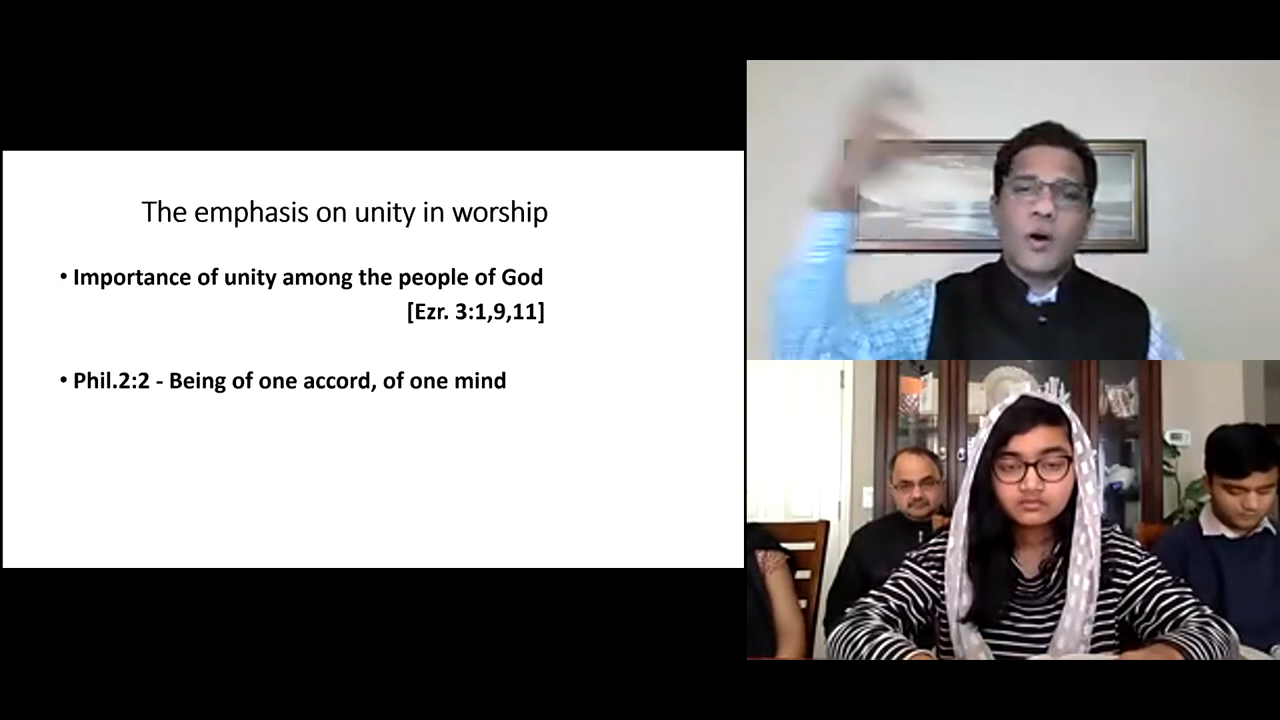 The emphasis on unity in worship
• Importance of unity among the people of God
[Ezr. 3:1,9,11]
• Phil.2:2 - Being of one accord, of one mind